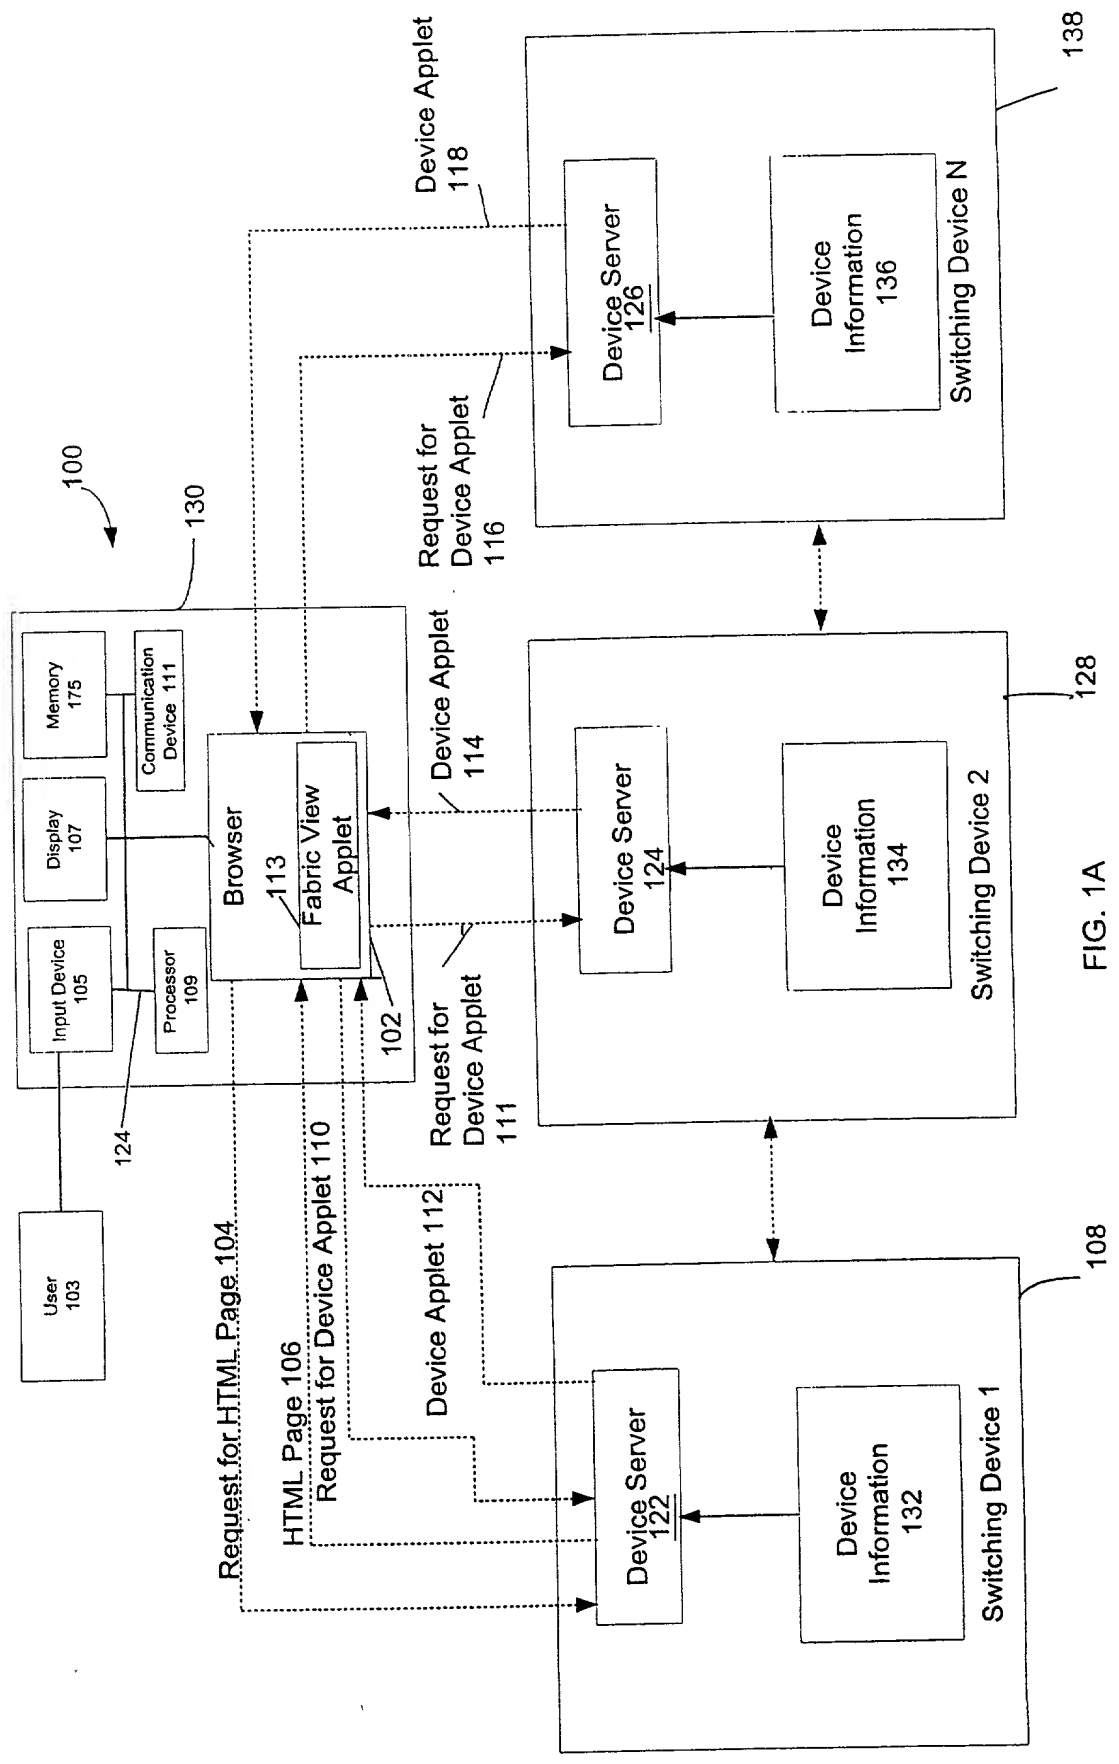 100
130
User
103
Input Device
105
Display
107
Memory
175
124
Processor
109
Communication
Device 111
Browser
113
Fabric View
Applet
102
Request for HTML Page 104
HTML Page 106
Request for Device Applet 110
Device Applet 112
Request for
Device Applet
111
Device Applet
114
Request for
Device Applet
116
Device Applet
118
Device Server
122
Device
Information
132
Switching Device 1
108
Device Server
124
Device
Information
134
Switching Device 2
128
Device Server
126
Device
Information
136
Switching Device N
138
FIG. 1A